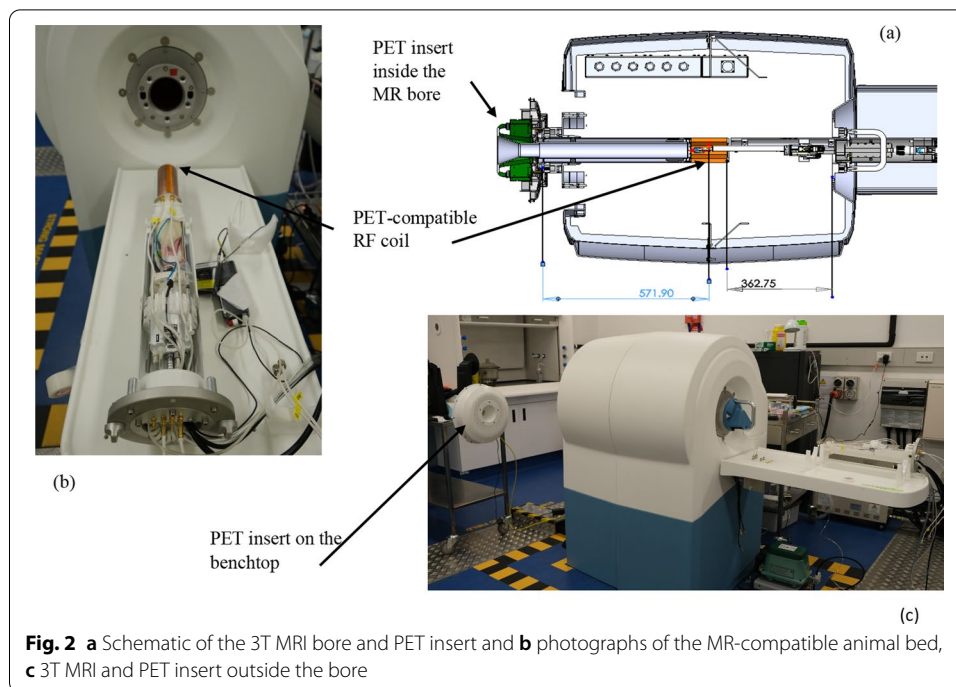 PET insert
inside the
MR bore
(a)
PET-compatible
RF coil
571.90
362.75
(b)
PET insert on the
benchtop
(c)
Fig. 2 a Schematic of the 3T MRI bore and PET insert and b photographs of the MR-compatible animal bed,
c 3T MRI and PET insert outside the bore